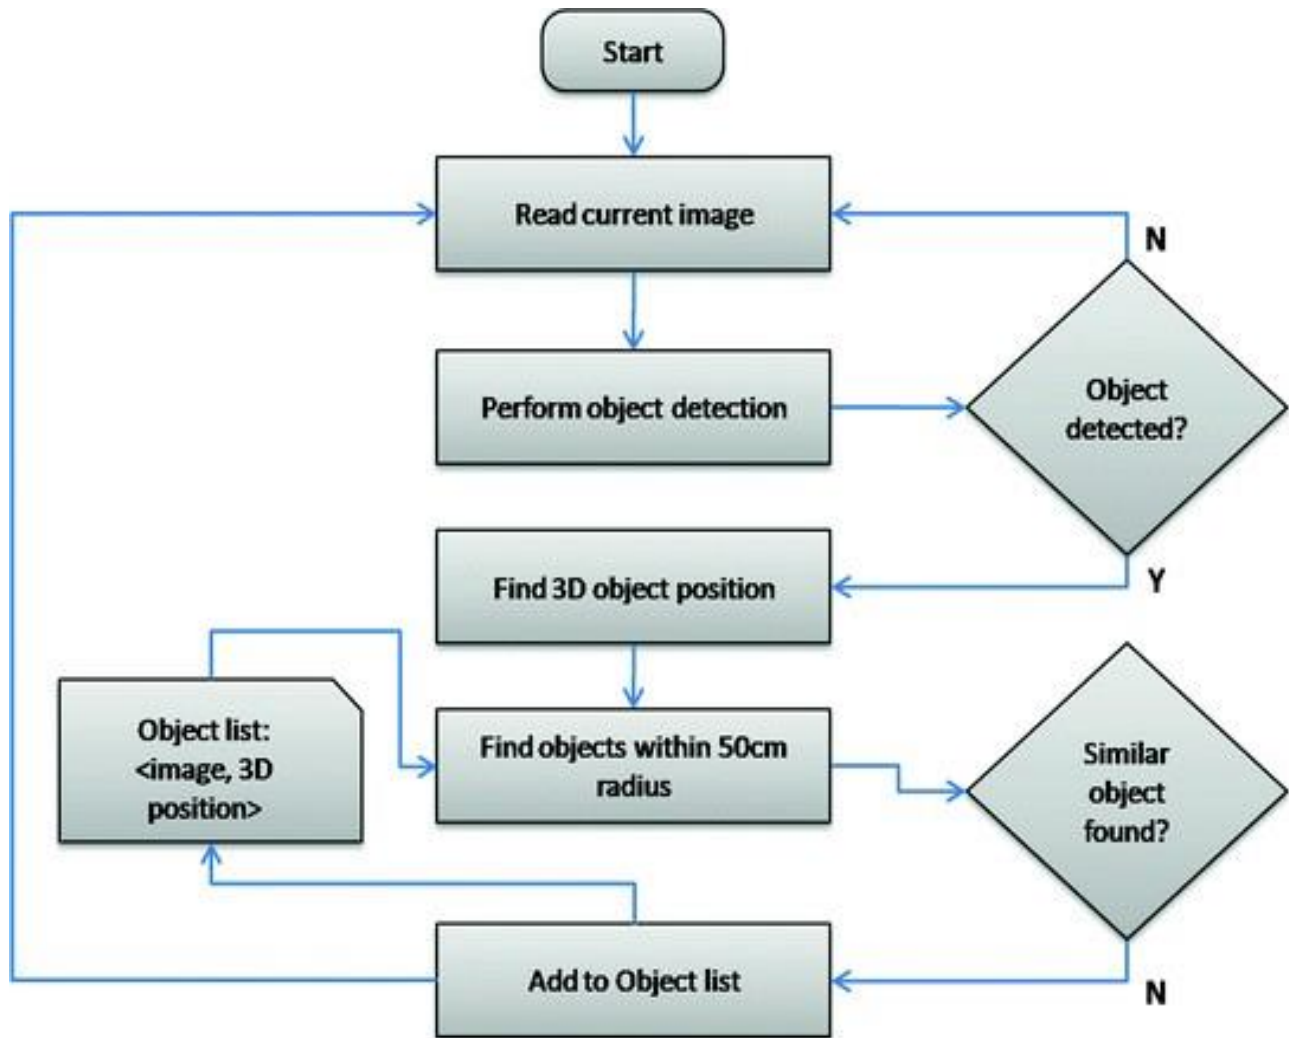 Start
Read current image
N
Perform object detection
Object
detected?
Y
Find 3D object position
Object list:
<image, 3D
position>
Find objects within 50cm
radius
Similar
object
found?
Add to Object list
N